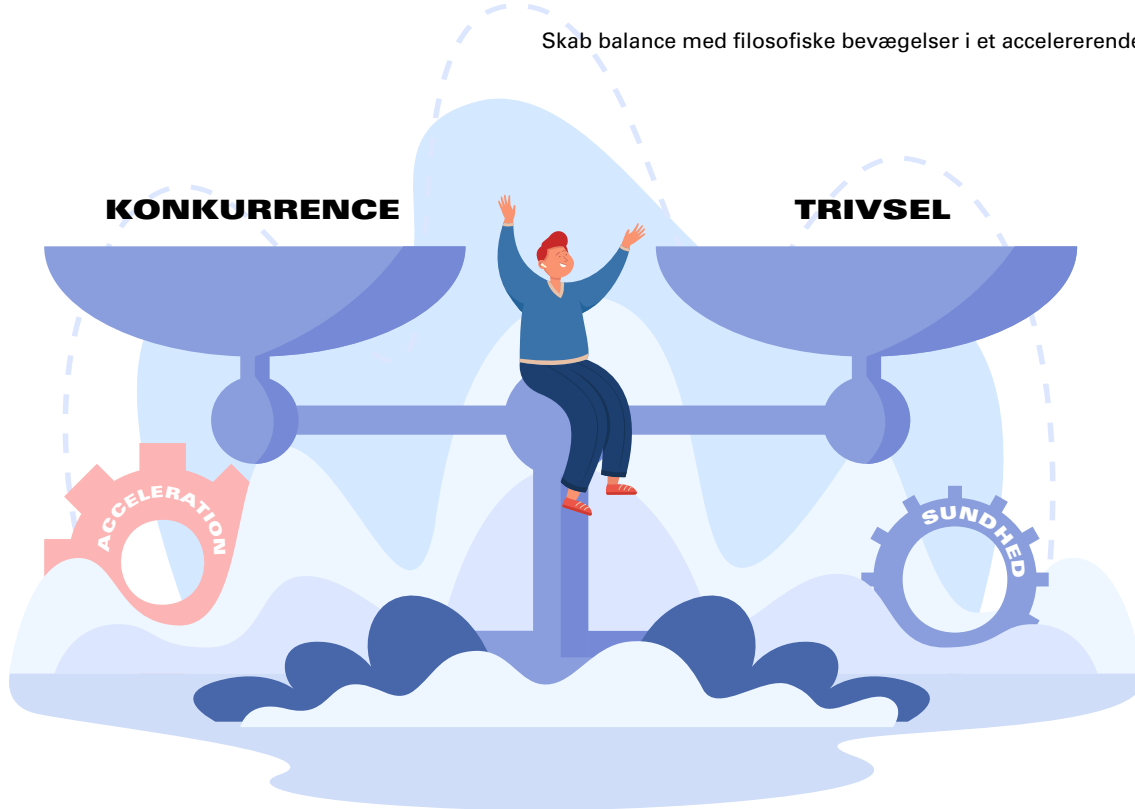 Skab balance med filosofiske bevægelser i et accelererende
KONKURRENCE
TRIVSEL
ACCELERATION
SUNDHED